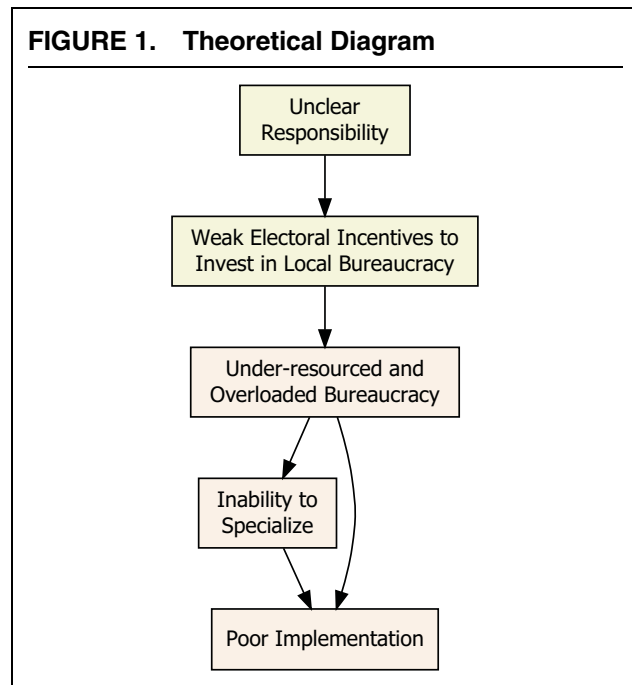 FIGURE 1. Theoretical Diagram
Unclear
Responsibility
Weak Electoral Incentives to
Invest in Local Bureaucracy
Under-resourced and
Overloaded Bureaucracy
Inability to
Specialize
Poor Implementation